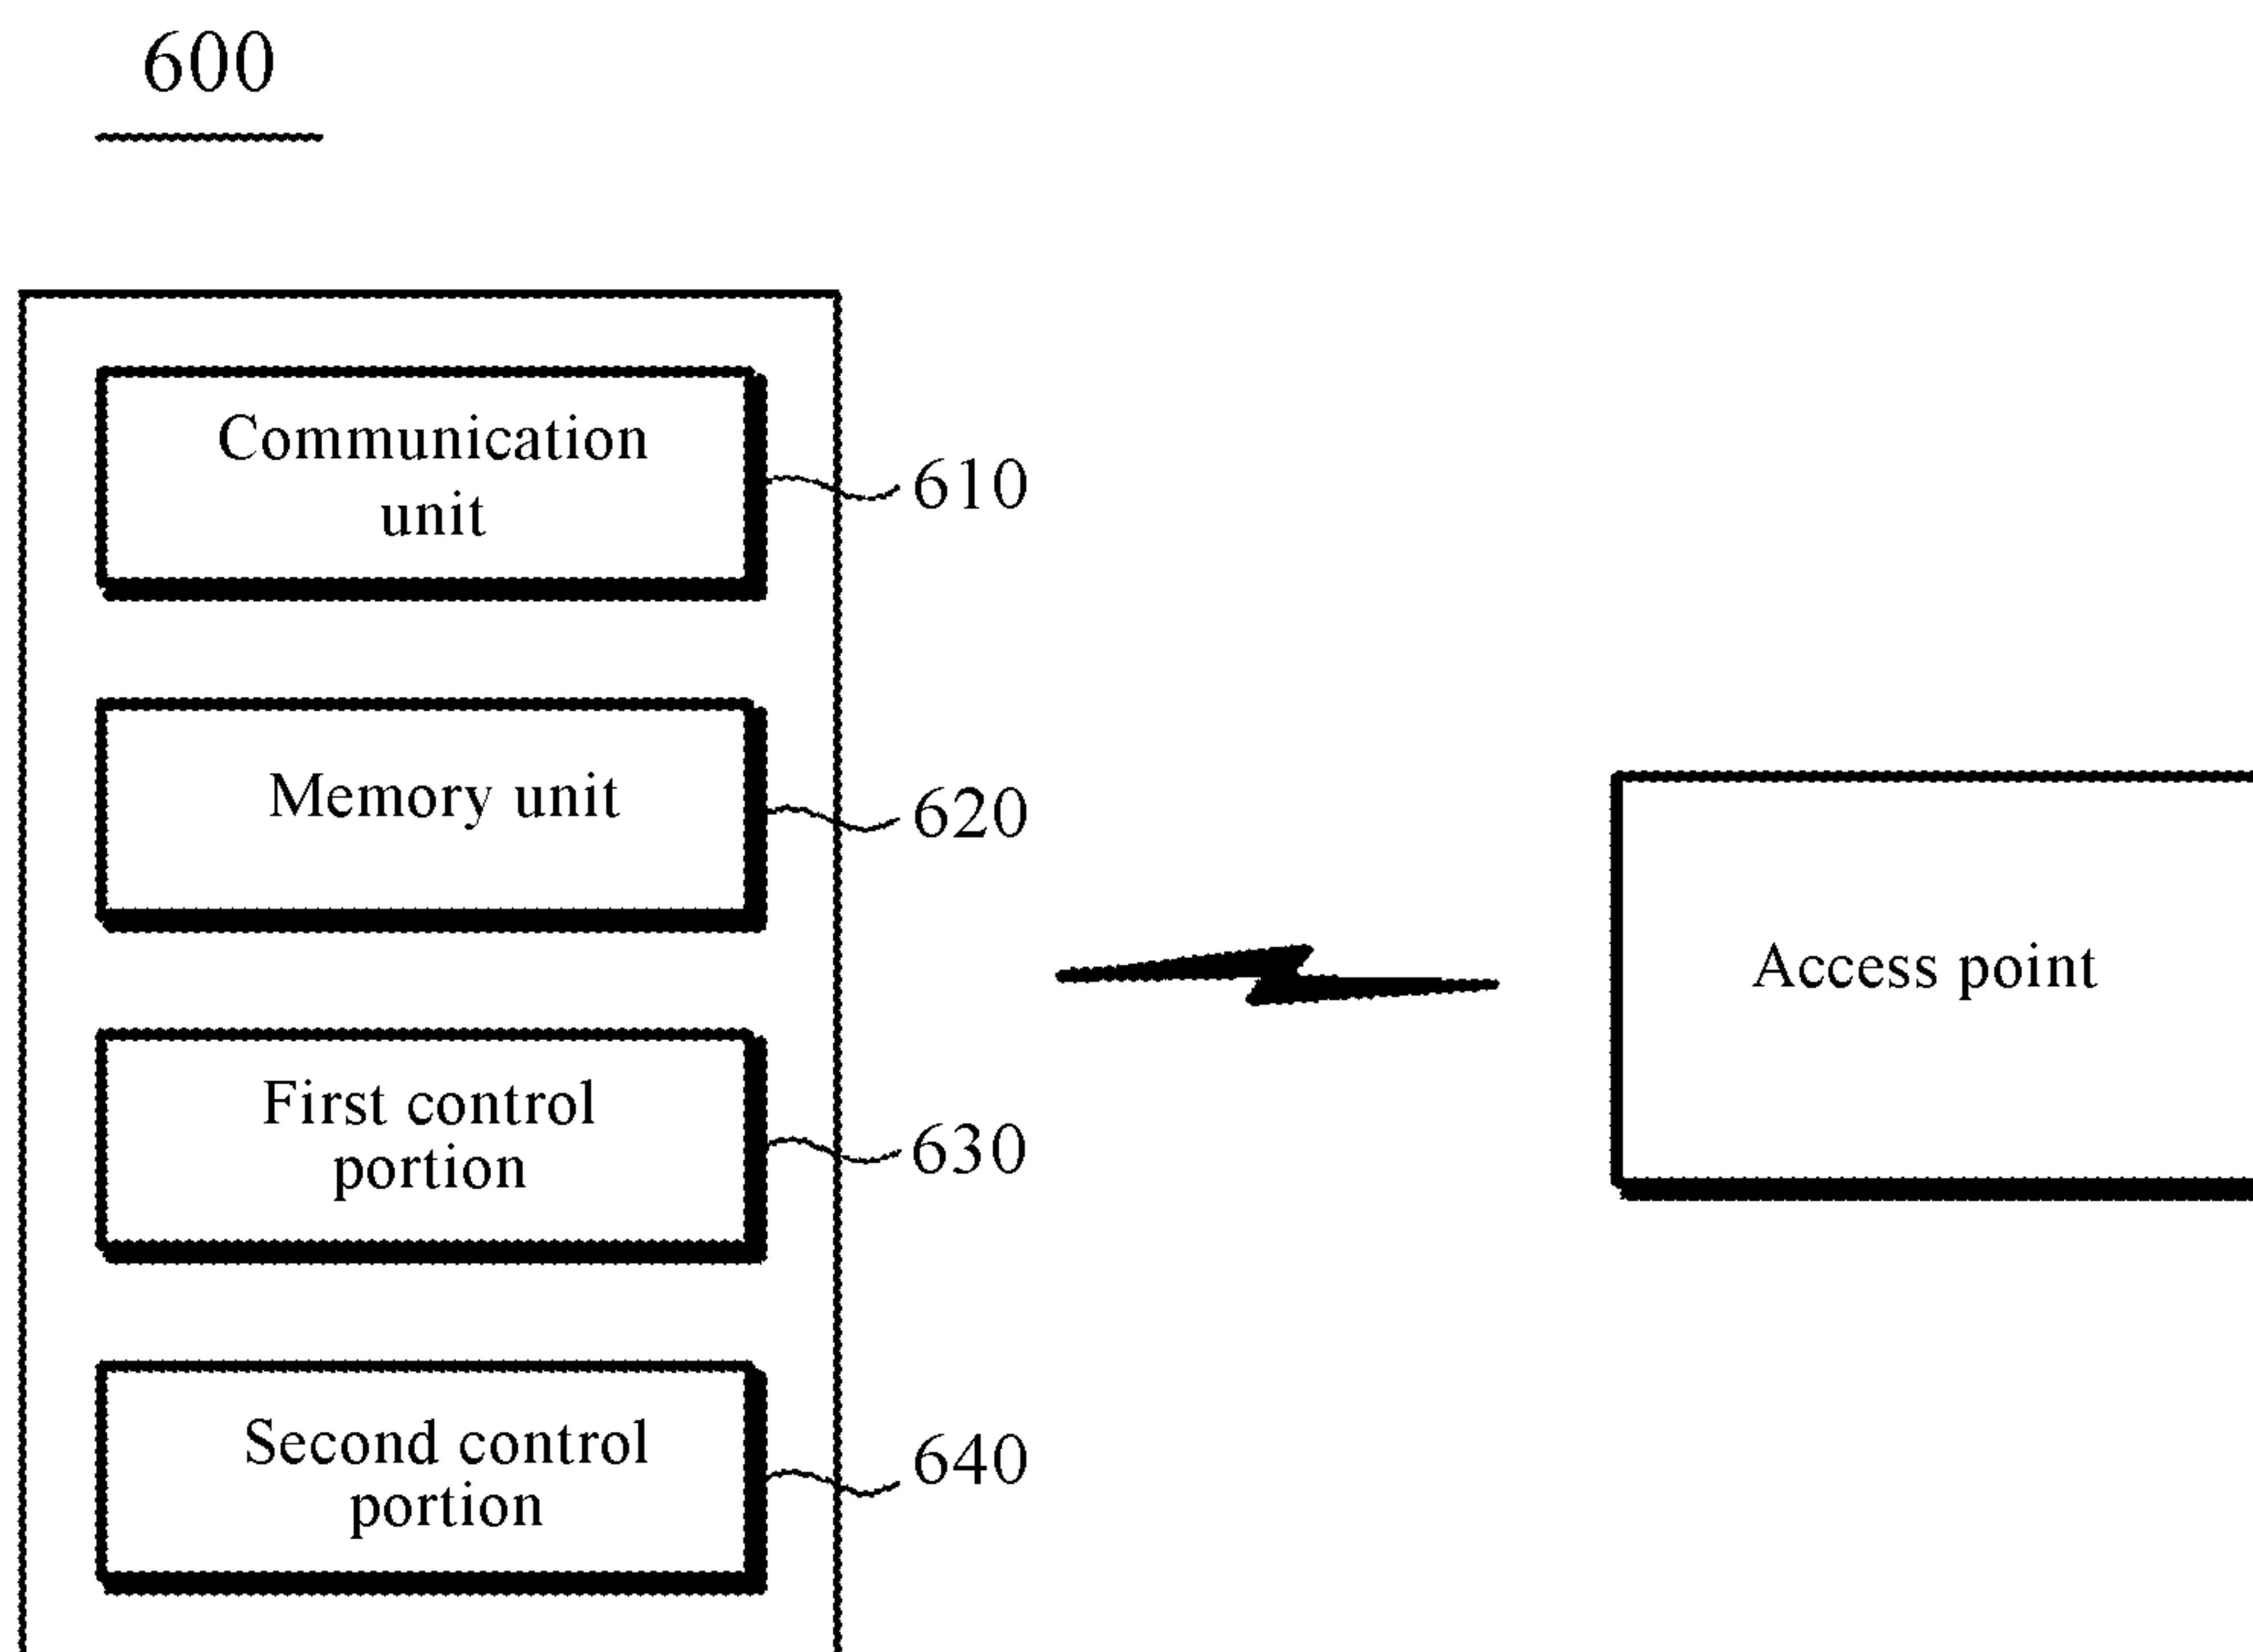 600
Communication
unit
610
Memory unit
620
Access point
First control
portion
630
Second control
portion
640